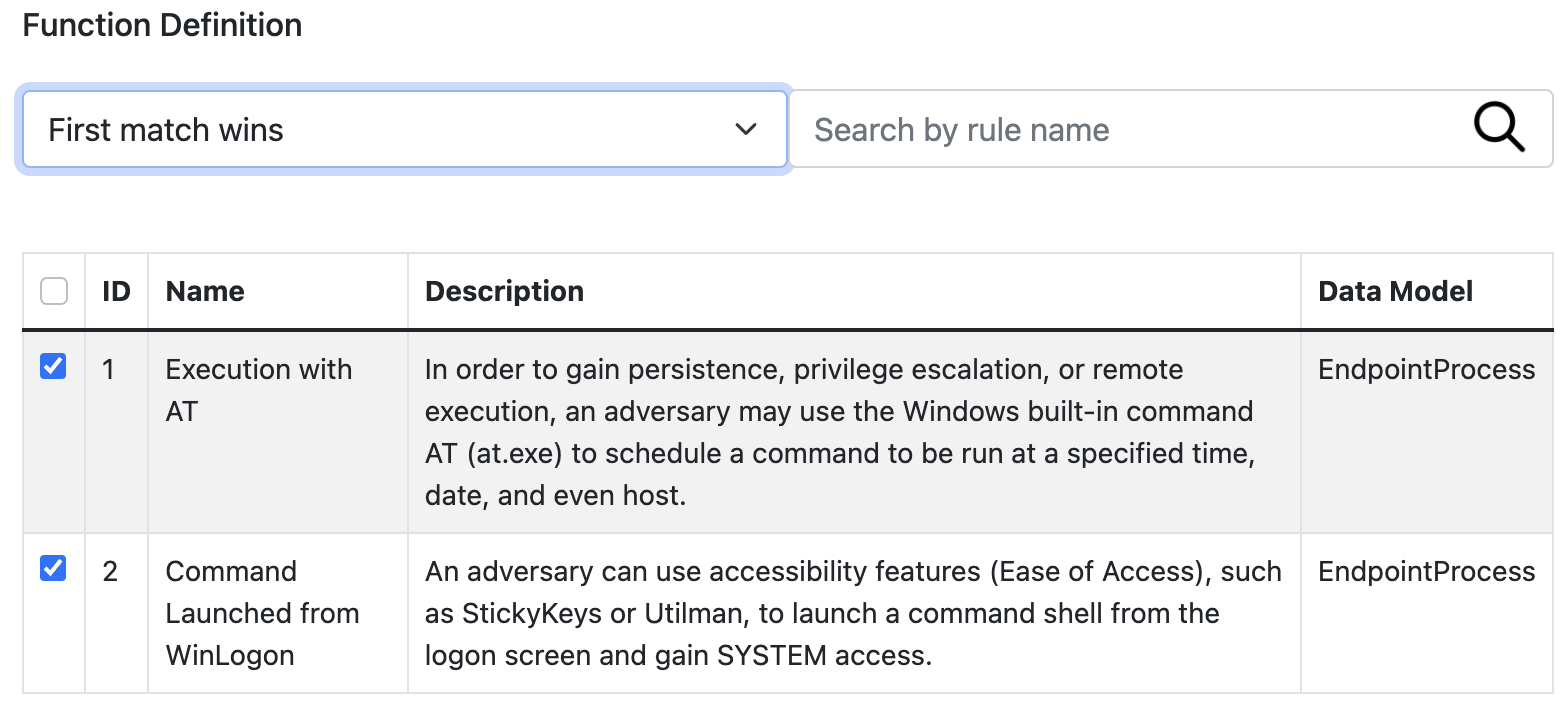 Function Definition
First match wins
Search by rule name
ID Name Description Data Model
1 Execution with In order to gain persistence, privilege escalation, or remote EndpointProcess
AT execution, an adversary may use the Windows built-in command
AT (at.exe) to schedule a command to be run at a specified time,
date, and even host.
2 Command An adversary can use accessibility features (Ease of Access), such EndpointProcess
Launched from as StickyKeys or Utilman, to launch a command shell from the
WinLogon logon screen and gain SYSTEM access.